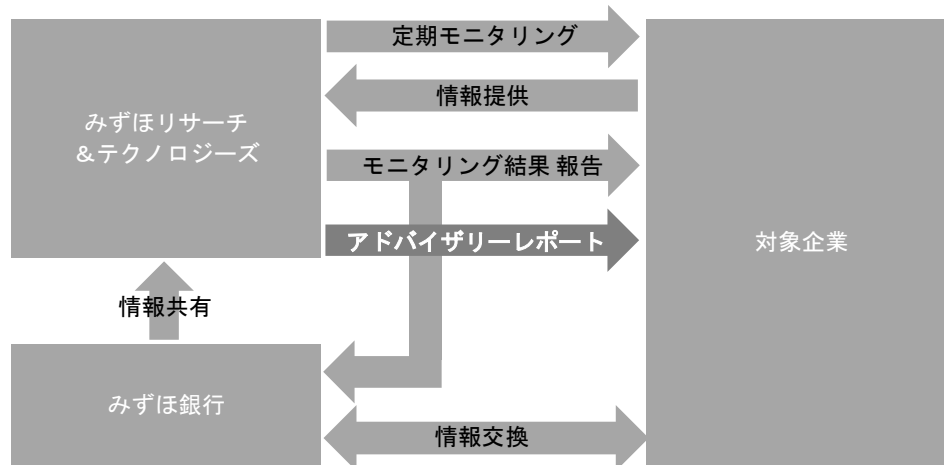 定期モニタリング
情報提供
みずほリサーチ
&テクノロジーズ
モニタリング結果 報告
アドバイザリーレポート
対象企業
情報共有
みずほ銀行
情報交換